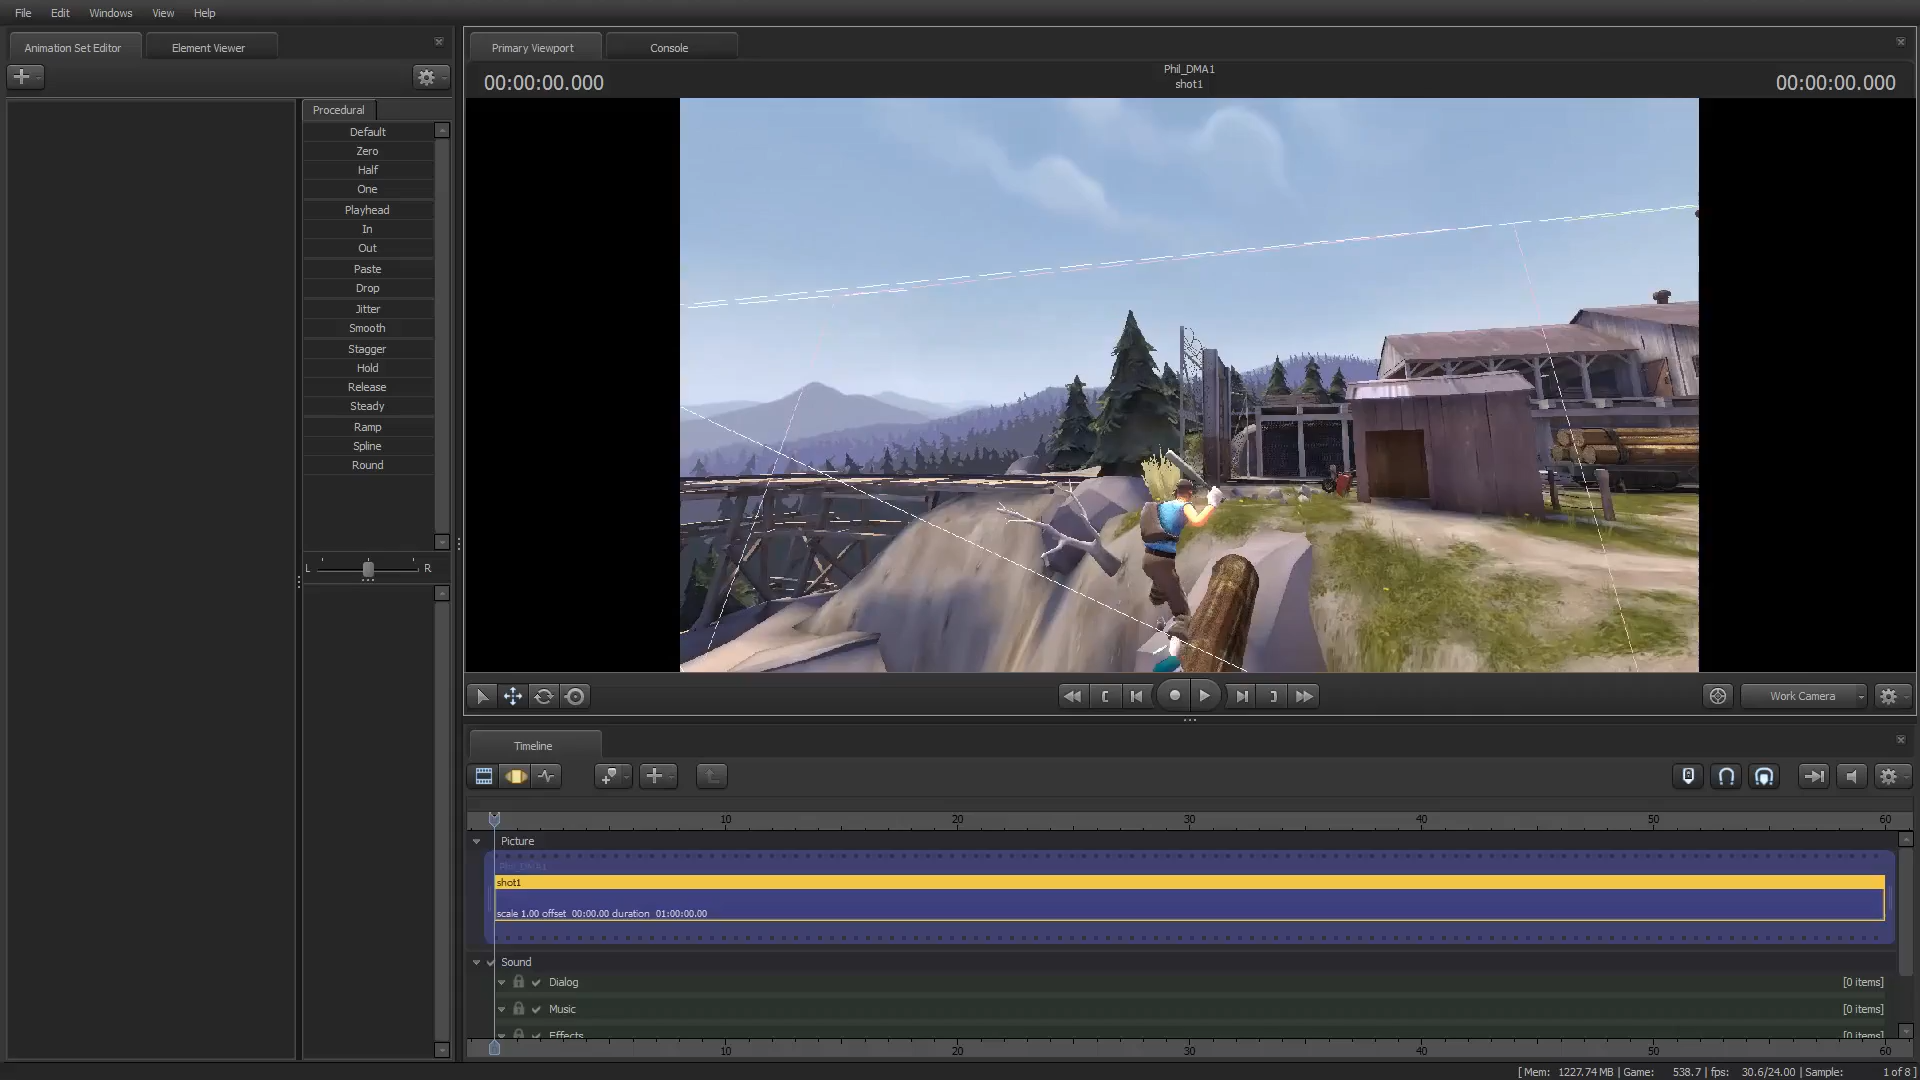 File Edit Windows View Help
Animation Set Editor Element Viewer
Primary Viewport Console
00:00:00.000
Phil_DMA1
shot1
00:00:00.000
Procedural
Default
Zero
Half
One
Playhead
In
Out
Paste
Drop
Jitter
Smooth
Stagger
Hold
Release
Steady
Ramp
Spline
Round
L R
Work Camera
Timeline
10 20 30 40 50 60
Picture
Phil_DMA1
shot1
scale 1.00 offset 00:00.00 duration 01:00:00.00
Sound
Dialog [0 items]
Music [0 items]
Effects [0 items]
10 20 30 40 50 60
[ Mem: 1227.74 MB | Game: 538.7 | fps: 30.6/24.00 | Sample: 1 of 8 ]